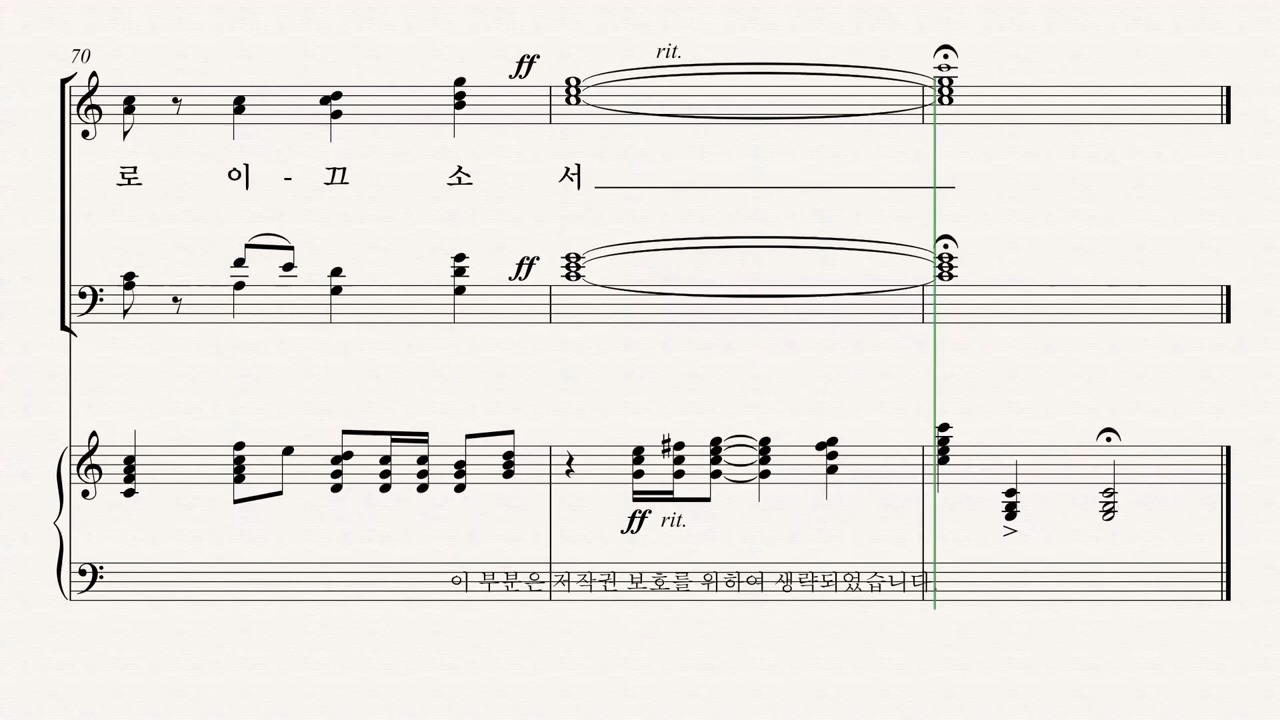 70
ff
rit.
로 이 - 끄 소 서
ff
ff rit.
이 부분은 저작권 보호를 위하여 생략되었습니다.